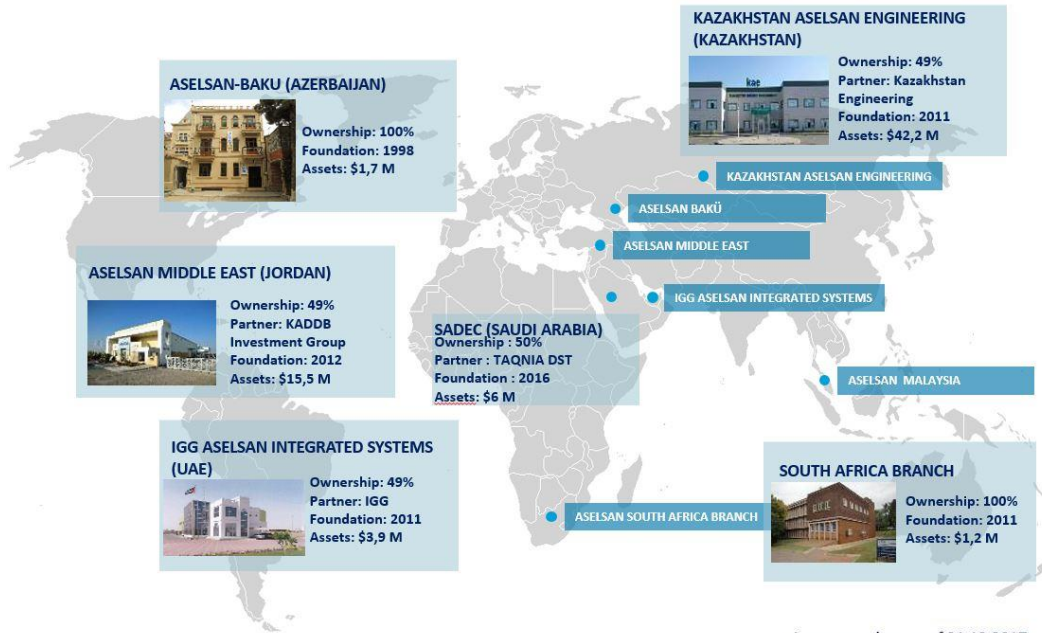 KAZAKHSTAN ASELSAN ENGINEERING
(KAZAKHSTAN)
kae
Ownership: 49%
Partner: Kazakhstan
Engineering
Foundation: 2011
Assets: $42,2 M
ASELSAN-BAKU (AZERBAIJAN)
Ownership: 100%
Foundation: 1998
Assets: $1,7 M
KAZAKHSTAN ASELSAN ENGINEERING
ASELSAN BAKÜ
ASELSAN MIDDLE EAST
ASELSAN MIDDLE EAST (JORDAN)
Ownership: 49%
Partner: KADDB
Investment Group
Foundation: 2012
Assets: $15,5 M
IGG ASELSAN INTEGRATED SYSTEMS
SADEC (SAUDI ARABIA)
Ownership : 50%
Partner : TAQNIA DST
Foundation : 2016
Assets: $6 M
ASELSAN MALAYSIA
IGG ASELSAN INTEGRATED SYSTEMS
(UAE)
Ownership: 49%
Partner: IGG
Foundation: 2011
Assets: $3,9 M
ASELSAN SOUTH AFRICA BRANCH
SOUTH AFRICA BRANCH
Ownership: 100%
Foundation: 2011
Assets: $1,2 M